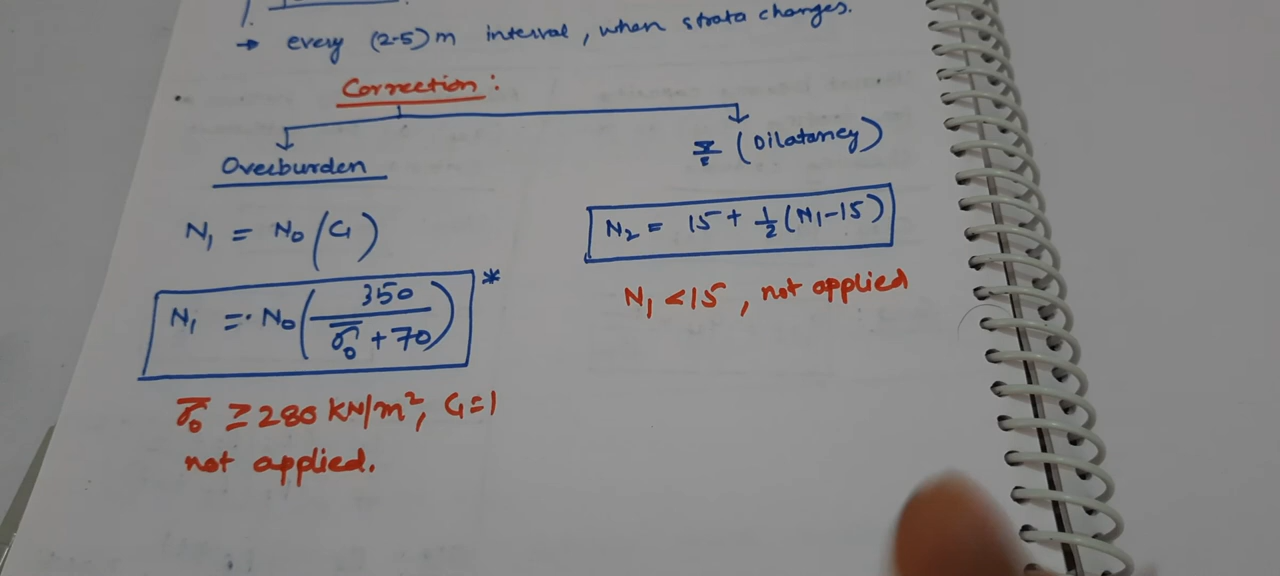 → every (2-5) m interval, when strata changes.
Correction :
Overburden
(Dilatancy)
N₁ = N₀ (C₁)
N₂ = 15 + 1/2 (N₁-15)
N₁ < 15, not applied
N₁ = N₀ (350 / (σ̄₀ + 70)) *
σ̄₀ ≥ 280 kN/m², C₁=1
not applied.